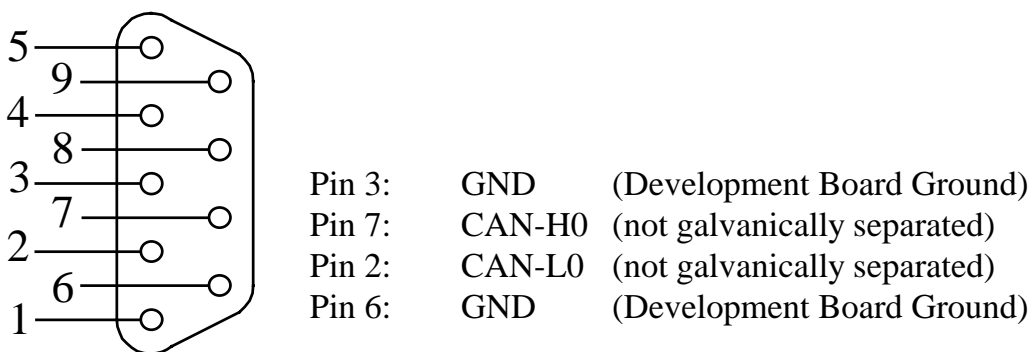 5
9
4
8
3
7
2
6
1
Pin 3: GND (Development Board Ground)
Pin 7: CAN-H0 (not galvanically separated)
Pin 2: CAN-L0 (not galvanically separated)
Pin 6: GND (Development Board Ground)